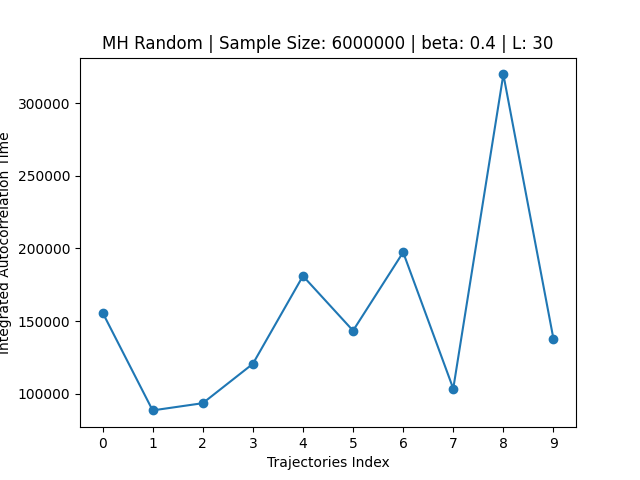 MH Random | Sample Size: 6000000 | beta: 0.4 | L: 30
Integrated Autocorrelation Time
300000
250000
200000
150000
100000
0 1 2 3 4 5 6 7 8 9
Trajectories Index